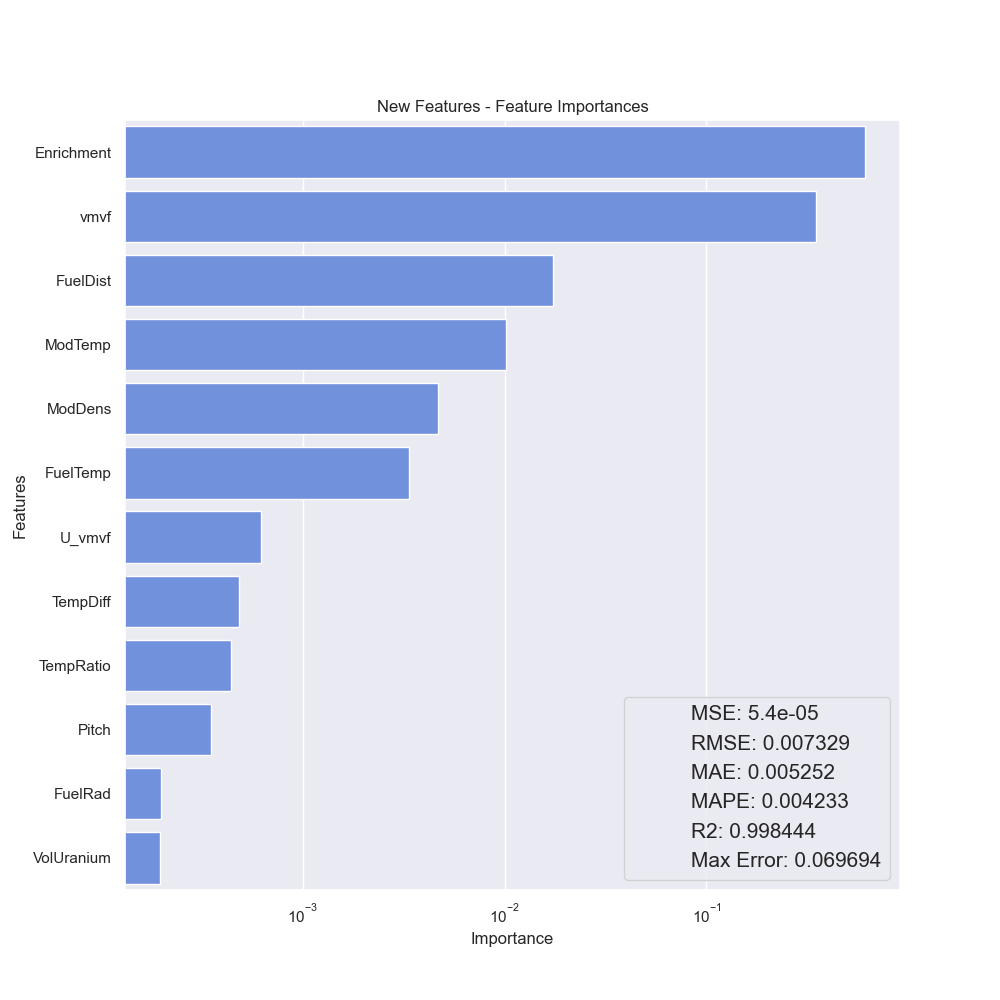 New Features - Feature Importances
Enrichment
vmvf
FuelDist
ModTemp
ModDens
FuelTemp
U_vmvf
TempDiff
TempRatio
Pitch
FuelRad
VolUranium
Features
MSE: 5.4e-05
RMSE: 0.007329
MAE: 0.005252
MAPE: 0.004233
R2: 0.998444
Max Error: 0.069694
10⁻³ 10⁻² 10⁻¹
Importance